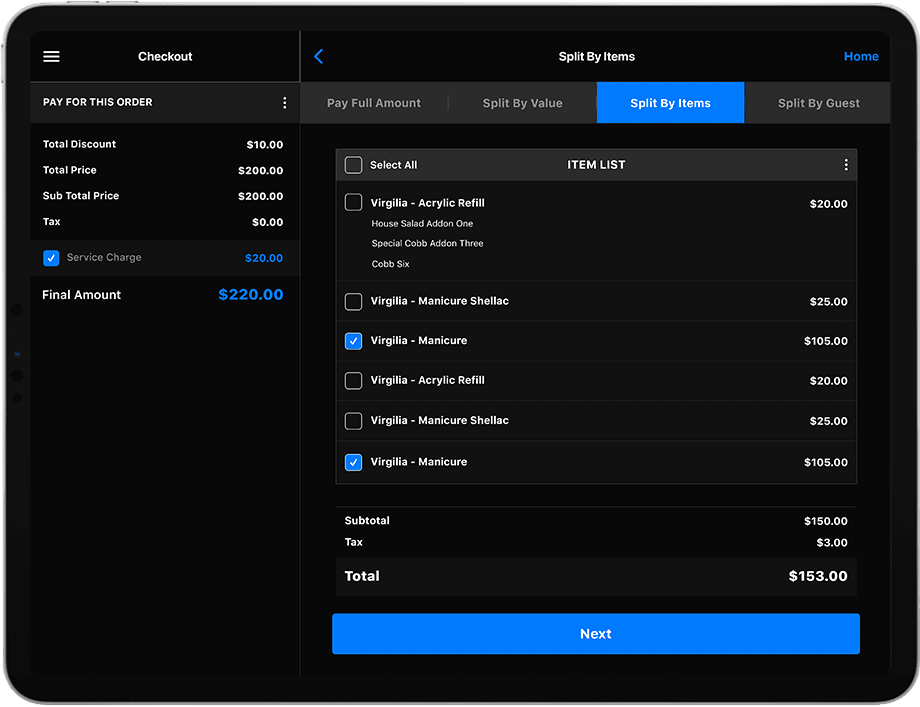 Checkout
PAY FOR THIS ORDER
Total Discount $10.00
Total Price $200.00
Sub Total Price $200.00
Tax $0.00
Service Charge $20.00
Final Amount $220.00
Split By Items Home
Pay Full Amount Split By Value Split By Items Split By Guest
Select All ITEM LIST
Virgilia - Acrylic Refill $20.00
House Salad Addon One
Special Cobb Addon Three
Cobb Six
Virgilia - Manicure Shellac $25.00
Virgilia - Manicure $105.00
Virgilia - Acrylic Refill $20.00
Virgilia - Manicure Shellac $25.00
Virgilia - Manicure $105.00
Subtotal $150.00
Tax $3.00
Total $153.00
Next